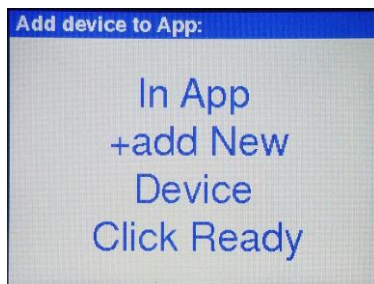 Add device to App:
In App
+add New
Device
Click Ready